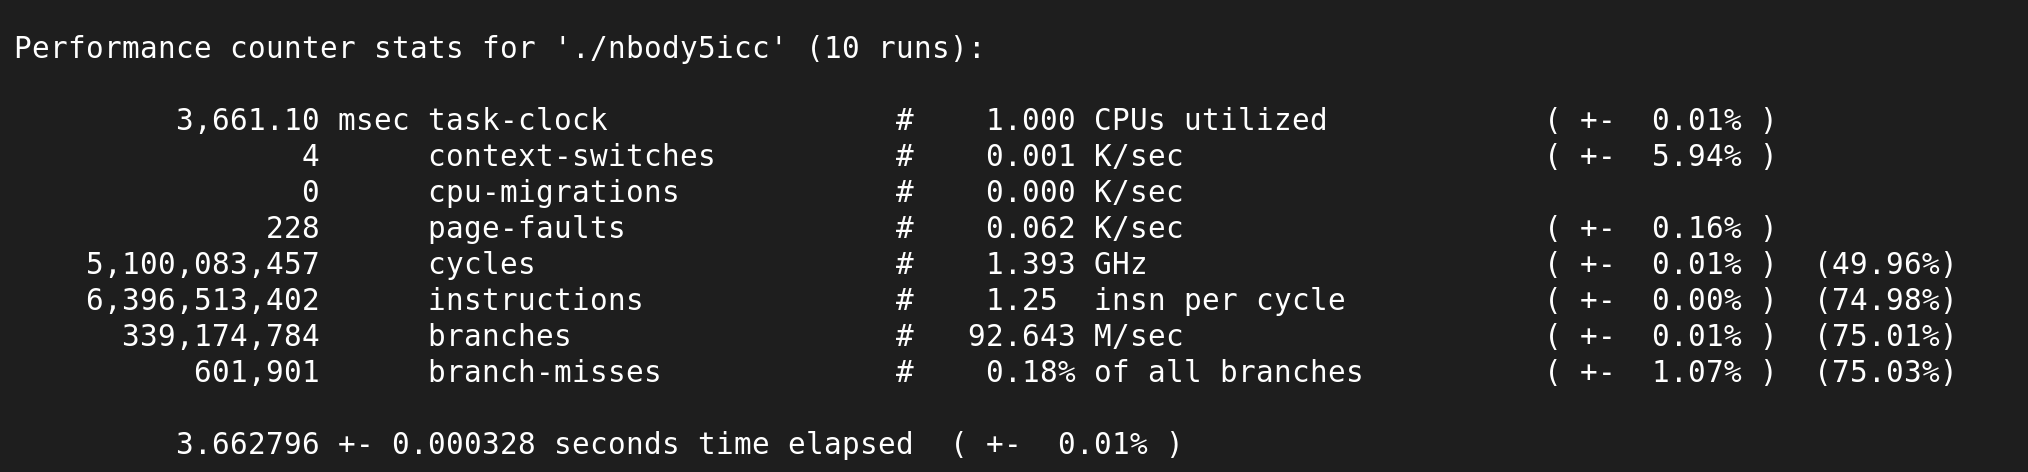 Performance counter stats for './nbody5icc' (10 runs):
3,661.10 msec task-clock # 1.000 CPUs utilized ( +- 0.01% )
4 context-switches # 0.001 K/sec ( +- 5.94% )
0 cpu-migrations # 0.000 K/sec
228 page-faults # 0.062 K/sec ( +- 0.16% )
5,100,083,457 cycles # 1.393 GHz ( +- 0.01% ) (49.96%)
6,396,513,402 instructions # 1.25 insn per cycle ( +- 0.00% ) (74.98%)
339,174,784 branches # 92.643 M/sec ( +- 0.01% ) (75.01%)
601,901 branch-misses # 0.18% of all branches ( +- 1.07% ) (75.03%)
3.662796 +- 0.000328 seconds time elapsed ( +- 0.01% )